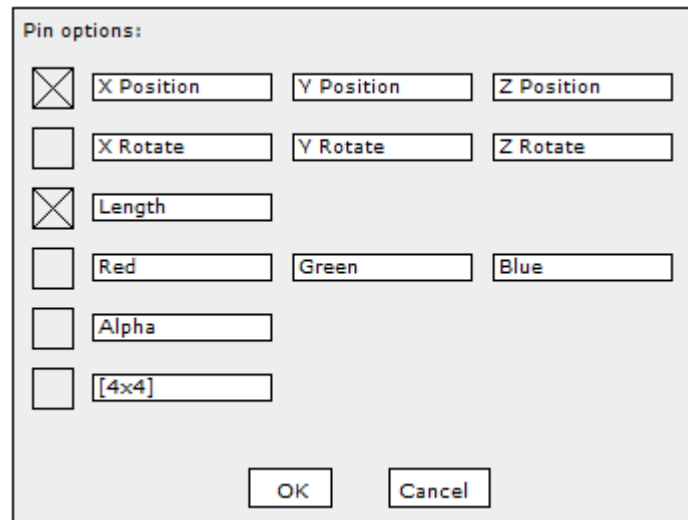 Pin options:
X Position Y Position Z Position
X Rotate Y Rotate Z Rotate
Length
Red Green Blue
Alpha
[4x4]
OK Cancel